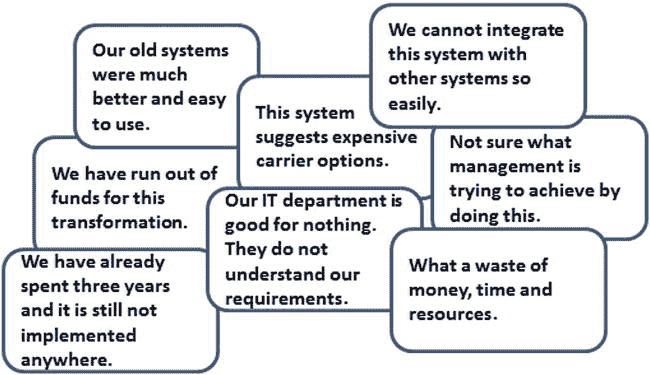 Our old systems
were much
better and easy
to use.
We cannot integrate
this system with
other systems so
easily.
This system
suggests expensive
carrier options.
Not sure what
management is
trying to achieve by
doing this.
We have run out of
funds for this
transformation.
Our IT department is
good for nothing.
They do not
understand our
requirements.
We have already
spent three years
and it is still not
implemented
anywhere.
What a waste of
money, time and
resources.